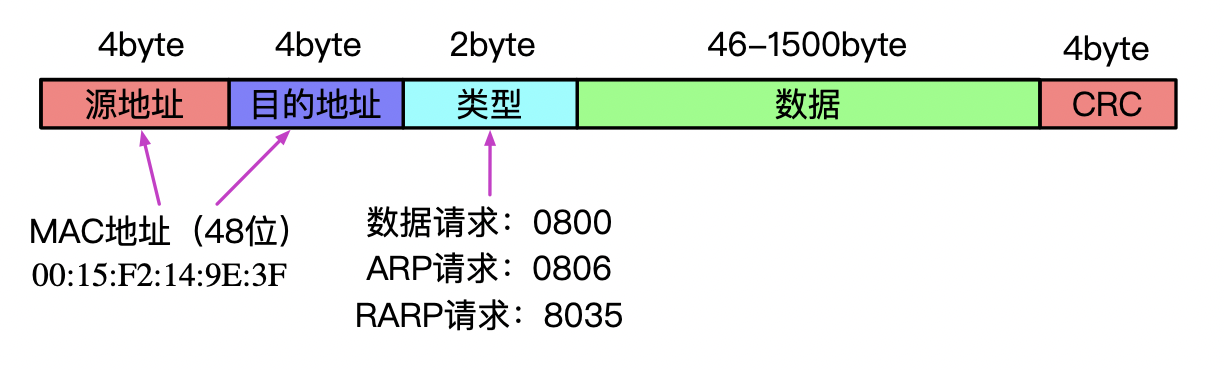 4byte 4byte 2byte 46-1500byte 4byte
源地址 目的地址 类型 数据 CRC
MAC地址（48位）
00:15:F2:14:9E:3F
数据请求：0800
ARP请求：0806
RARP请求：8035